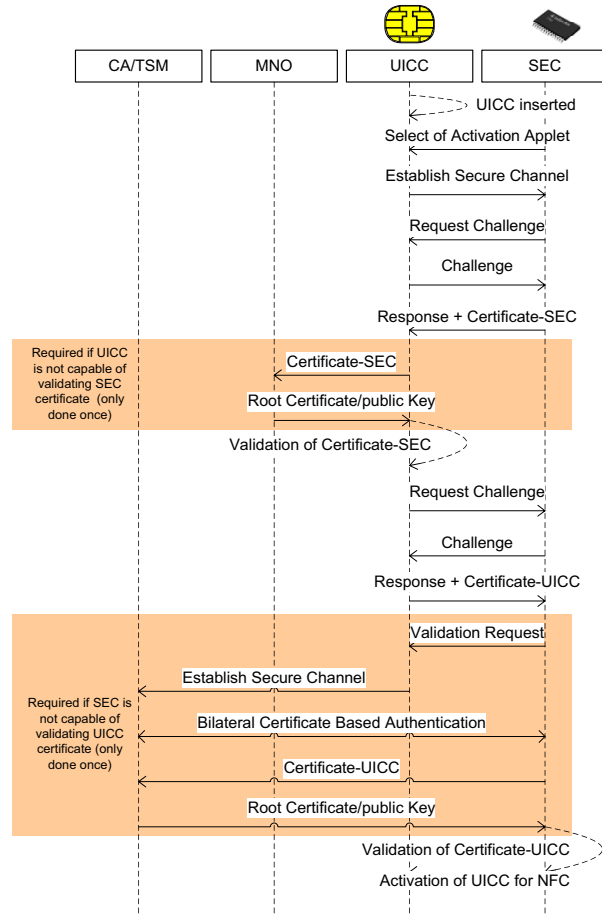 CA/TSM
MNO
UICC
SEC
UICC inserted
Select of Activation Applet
Establish Secure Channel
Request Challenge
Challenge
Response + Certificate-SEC
Required if UICC
is not capable of
validating SEC
certificate (only
done once)
Certificate-SEC
Root Certificate/public Key
Validation of Certificate-SEC
Request Challenge
Challenge
Response + Certificate-UICC
Required if SEC is
not capable of
validating UICC
certificate (only
done once)
Validation Request
Establish Secure Channel
Bilateral Certificate Based Authentication
Certificate-UICC
Root Certificate/public Key
Validation of Certificate-UICC
Activation of UICC for NFC